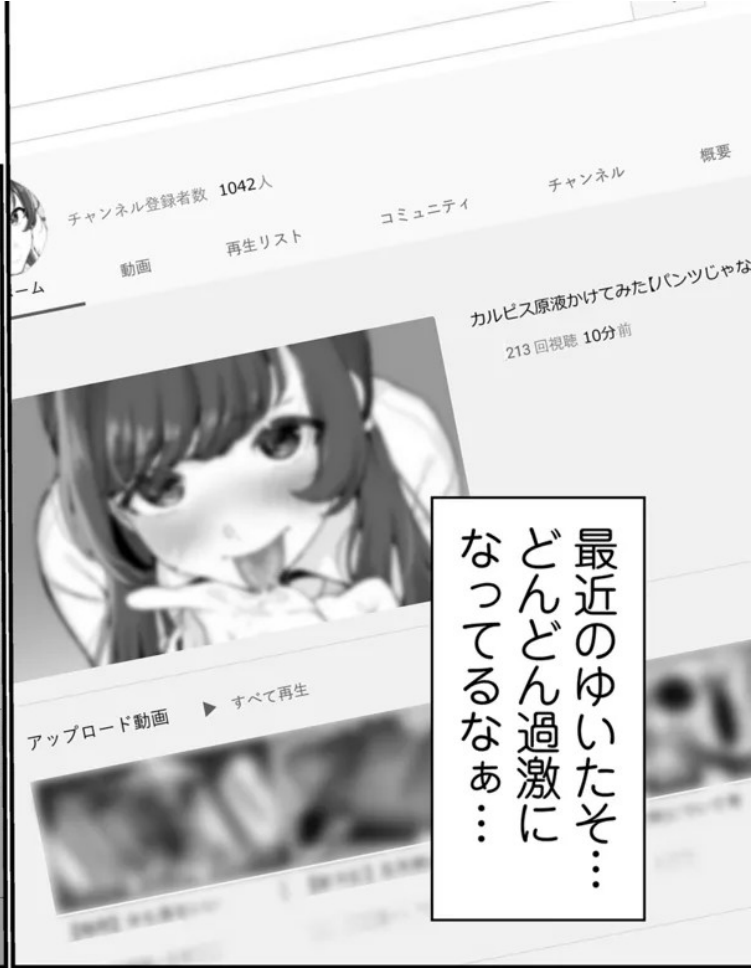 チャンネル登録者数 1042人
ーム 動画 再生リスト コミュニティ チャンネル 概要
カルピス原液かけてみた【パンツじゃな
213 回視聴 10分前
最近のゆいたそ…
どんどん過激に
なってるなぁ…
アップロード動画 ▶ すべて再生